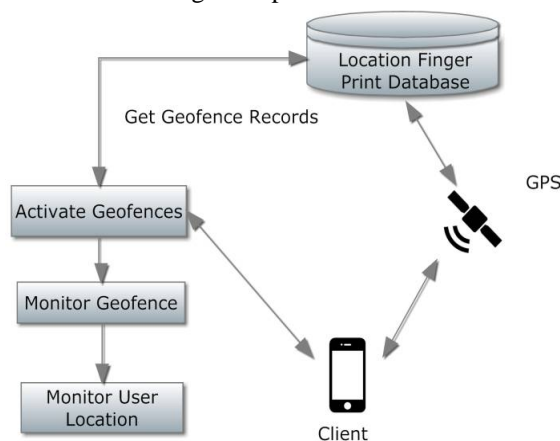 Location Finger
Print Database
Get Geofence Records
GPS
Activate Geofences
Monitor Geofence
Monitor User
Location
Client